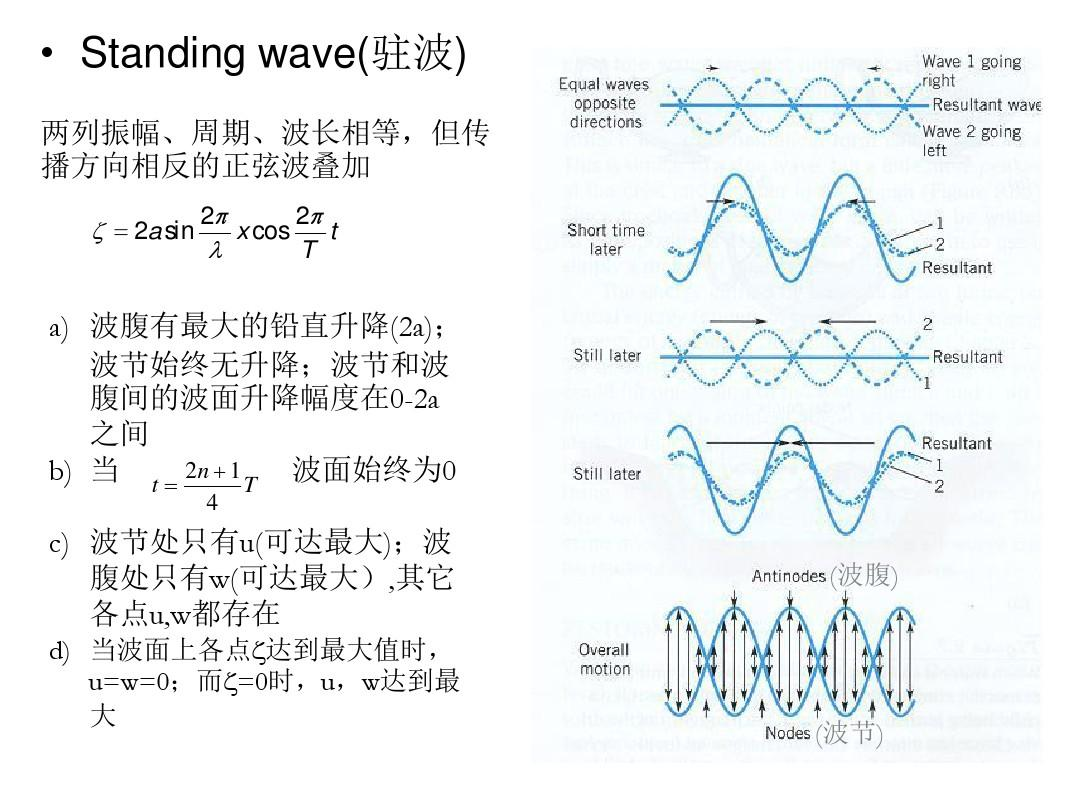 • Standing wave(驻波)
两列振幅、周期、波长相等，但传
播方向相反的正弦波叠加
ζ = 2asin 2π/λ xcos 2π/T t
a) 波腹有最大的铅直升降(2a)；
波节始终无升降；波节和波
腹间的波面升降幅度在0-2a
之间
b) 当 t = 2n+1/4 T 波面始终为0
c) 波节处只有u(可达最大)；波
腹处只有w(可达最大）,其它
各点u,w都存在
d) 当波面上各点ζ达到最大值时，
u=w=0；而ζ=0时，u，w达到最
大
Equal waves
opposite
directions
Wave 1 going
right
Resultant wave
Wave 2 going
left
Short time
later
1
2
Resultant
Still later
2
Resultant
1
Still later
Resultant
1
2
Antinodes(波腹)
Overall
motion
Nodes(波节)